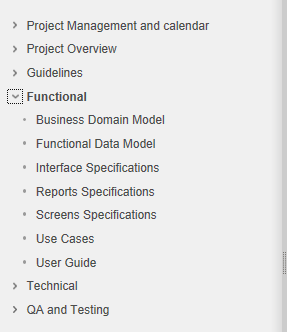 Project Management and calendar
Project Overview
Guidelines
Functional
Business Domain Model
Functional Data Model
Interface Specifications
Reports Specifications
Screens Specifications
Use Cases
User Guide
Technical
QA and Testing